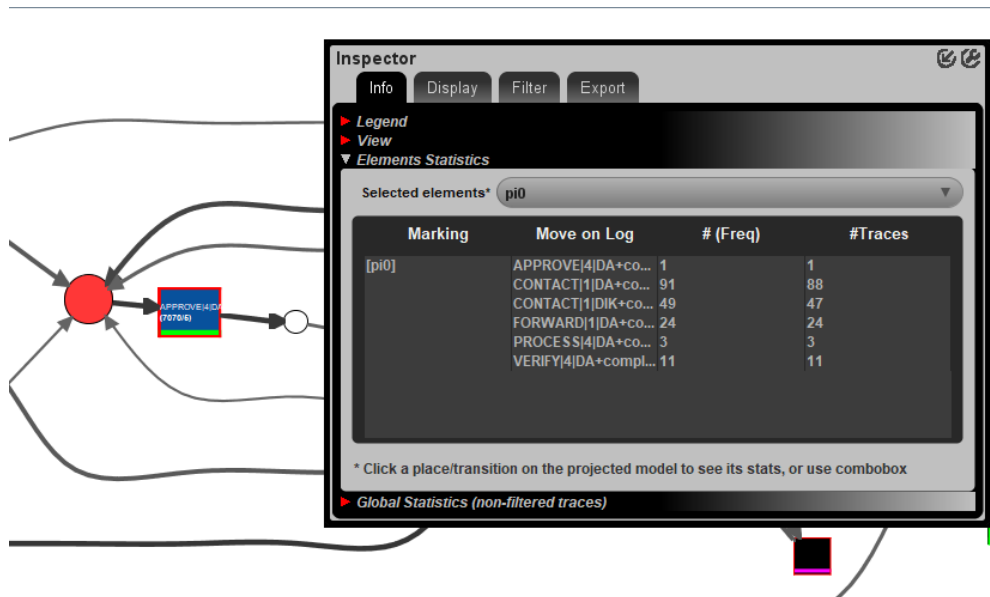 Inspector
Info Display Filter Export
Legend
View
Elements Statistics
Selected elements* pi0
Marking Move on Log # (Freq) #Traces
[pi0] APPROVE|4|DA+co... 1 1
CONTACT|1|DA+co... 91 88
CONTACT|1|DIK+co... 49 47
FORWARD|1|DA+co... 24 24
PROCESS|4|DA+co... 3 3
VERIFY|4|DA+compl... 11 11
APPROVE|4|DA
(7070/6)
* Click a place/transition on the projected model to see its stats, or use combobox
Global Statistics (non-filtered traces)